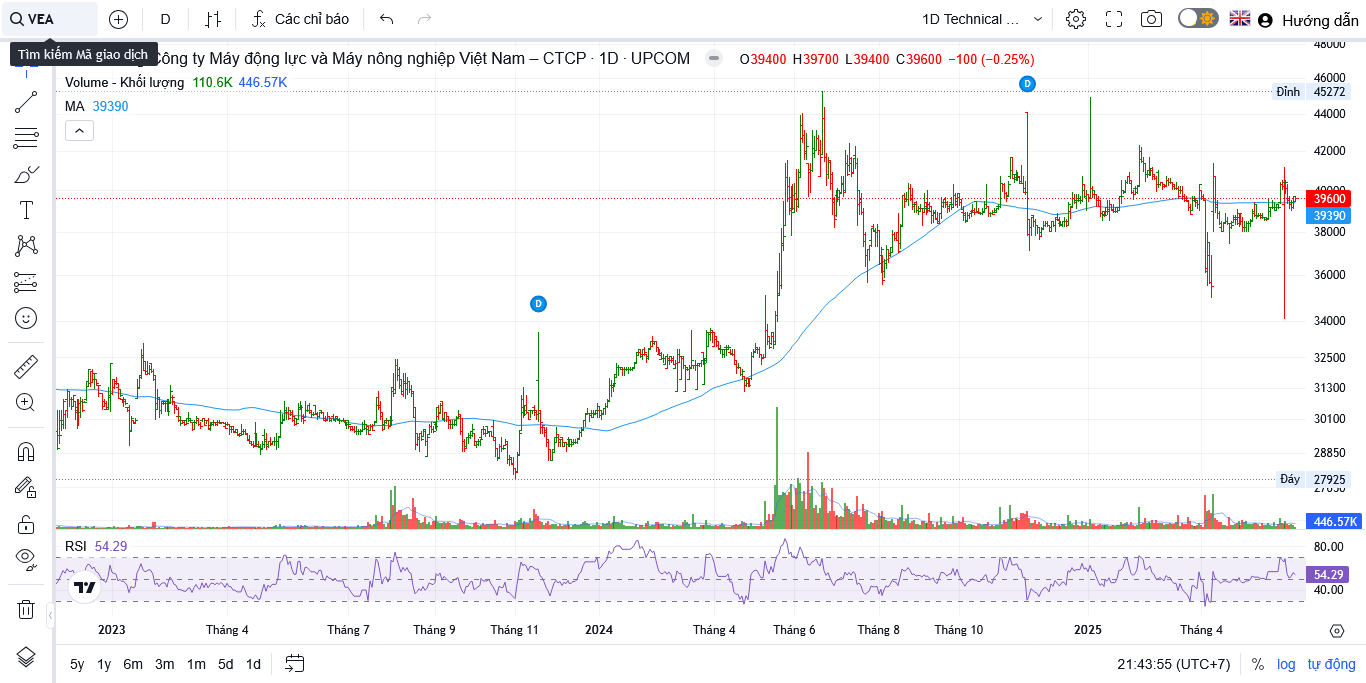 VEA
D
Các chỉ báo
1D Technical ...
Hướng dẫn
Tìm kiếm Mã giao dịch
Công ty Máy động lực và Máy nông nghiệp Việt Nam – CTCP · 1D · UPCOM
O39400 H39700 L39400 C39600 −100 (−0.25%)
Volume - Khối lượng 110.6K 446.57K
MA 39390
D
D
48000
46000
Đỉnh 45272
44000
42000
39600
39390
38000
36000
34000
32500
31300
30100
28850
Đáy 27925
446.57K
RSI 54.29
80.00
54.29
40.00
2023 Tháng 4 Tháng 7 Tháng 9 Tháng 11 2024 Tháng 4 Tháng 6 Tháng 8 Tháng 10 2025 Tháng 4
5y 1y 6m 3m 1m 5d 1d
21:43:55 (UTC+7) % log tự động